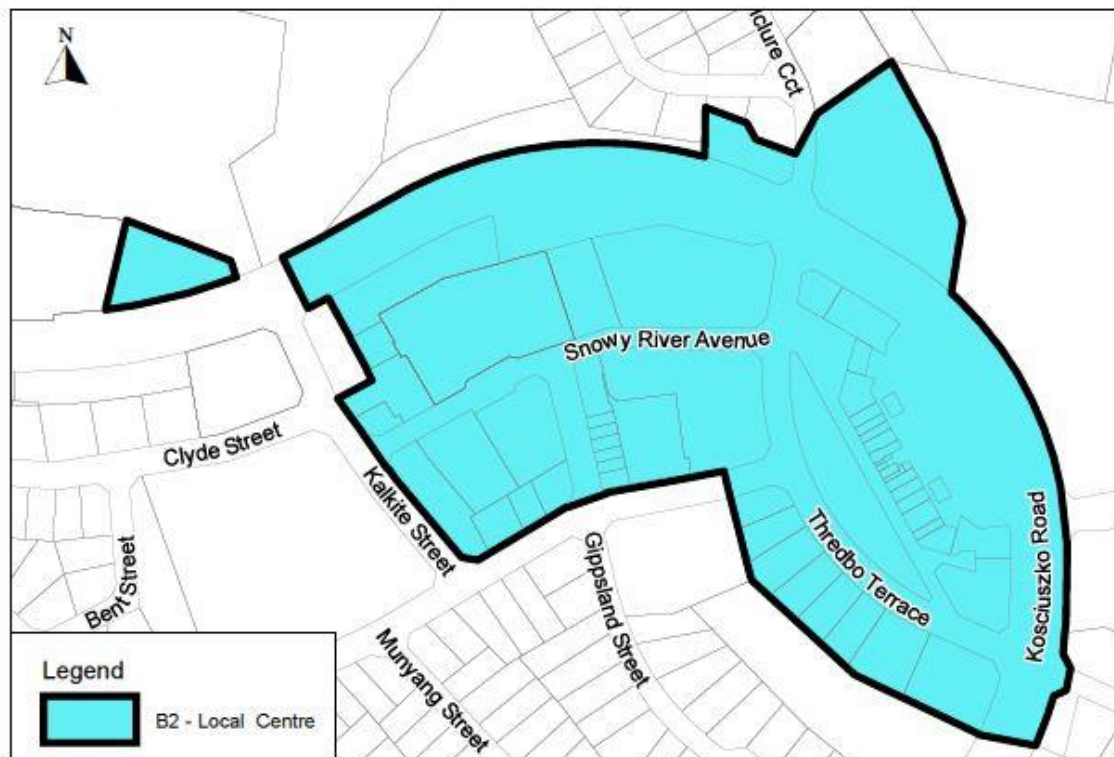 N
Cct
Snowy River Avenue
Clyde Street
Kalkite Street
Kosciuszko Road
Thredbo Terrace
Gippsland Street
Bent Street
Munyang Street
Legend
B2 - Local Centre